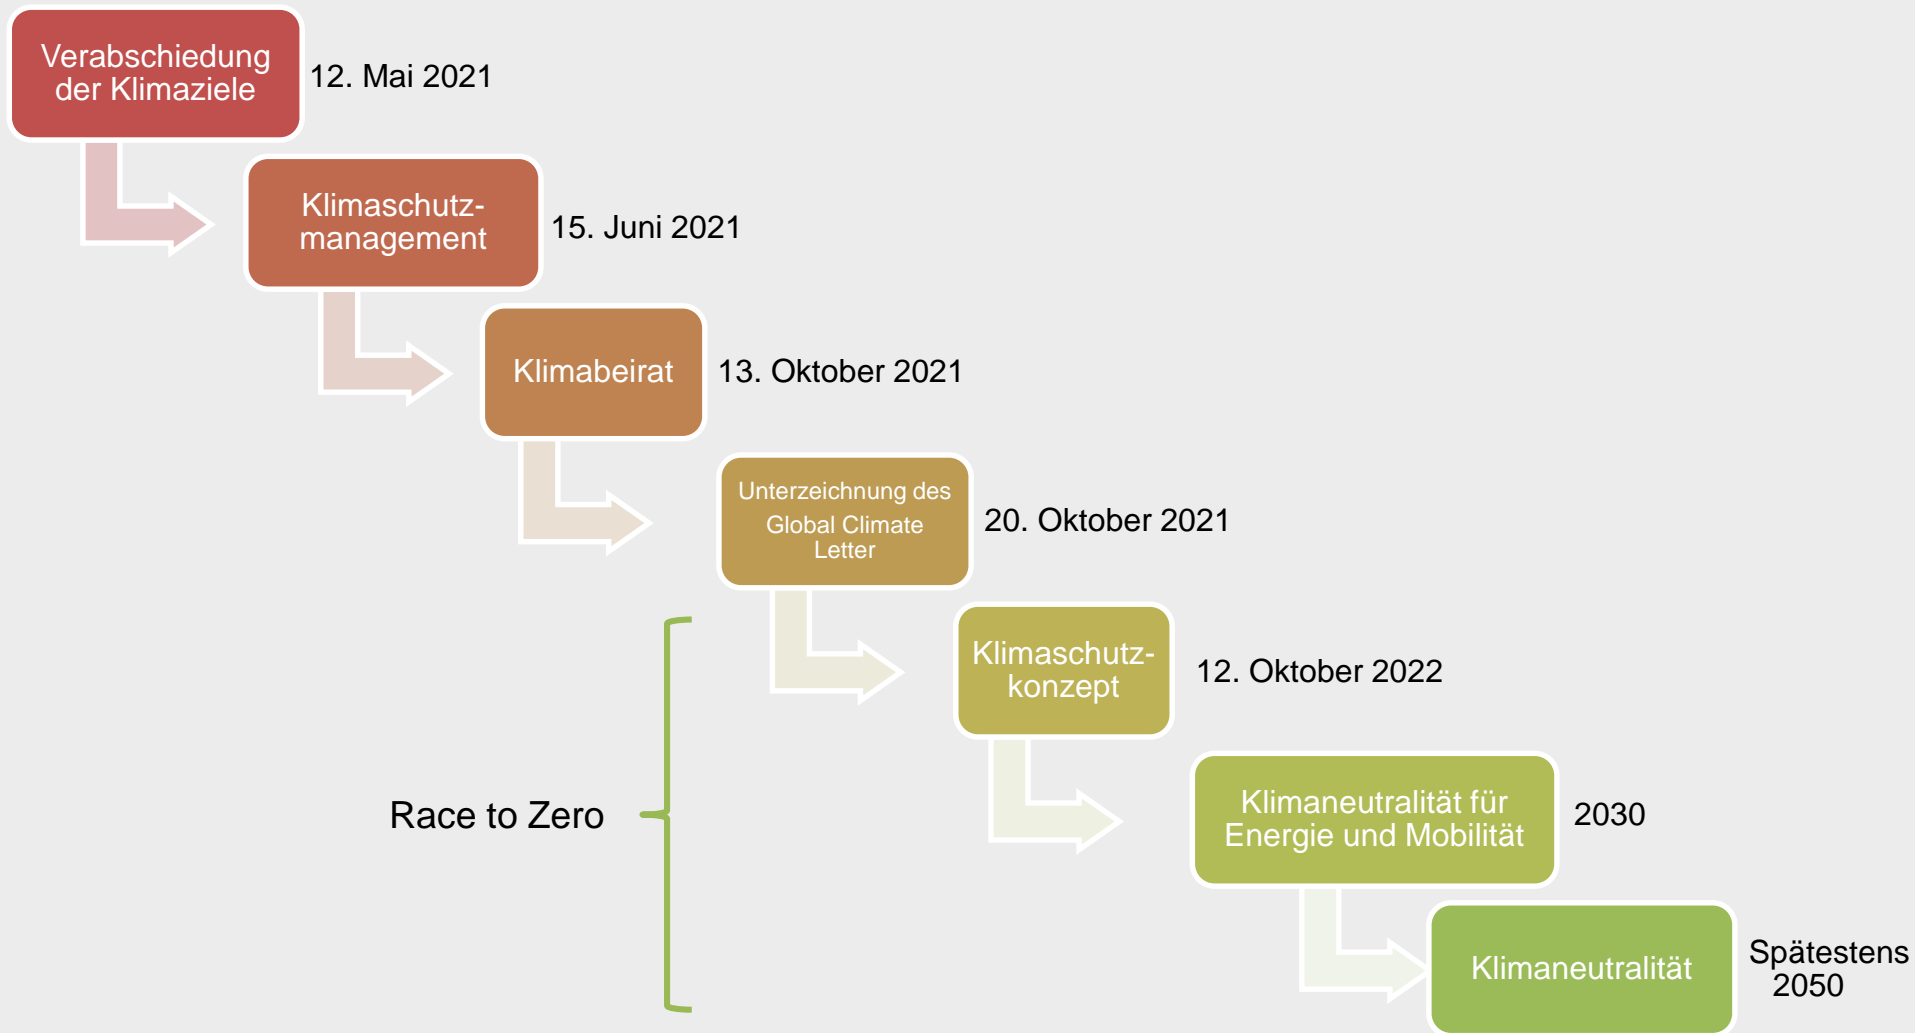 Verabschiedung
der Klimaziele
12. Mai 2021
Klimaschutz-
management
15. Juni 2021
Klimabeirat
13. Oktober 2021
Unterzeichnung des
Global Climate
Letter
20. Oktober 2021
Klimaschutz-
konzept
12. Oktober 2022
Race to Zero
Klimaneutralität für
Energie und Mobilität
2030
Klimaneutralität
Spätestens
2050